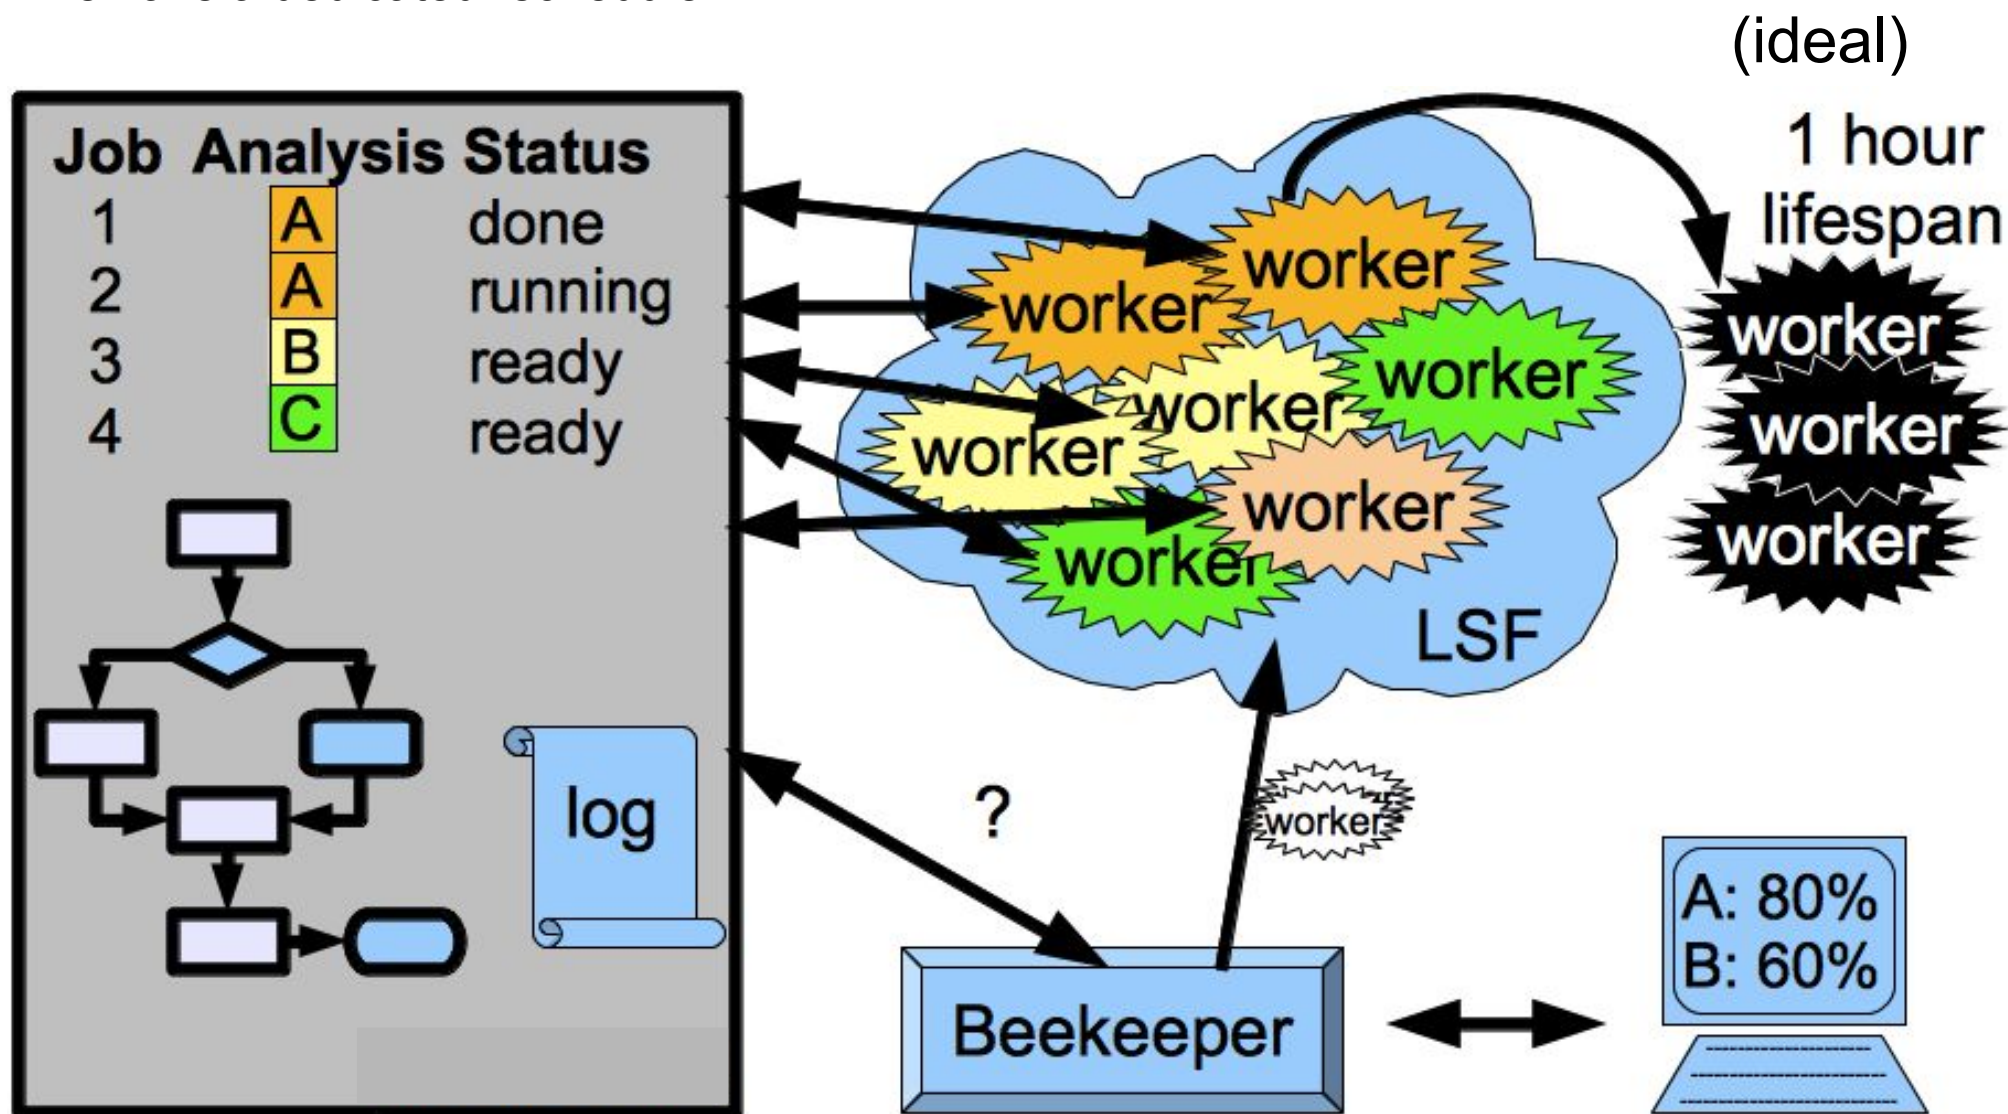 (ideal)
1 hour
lifespan
Job Analysis Status
1 A done
2 A running
3 B ready
4 C ready
worker
worker
worker
worker
worker
worker
worker
LSF
worker
worker
worker
log
?
worker
Beekeeper
A: 80%
B: 60%